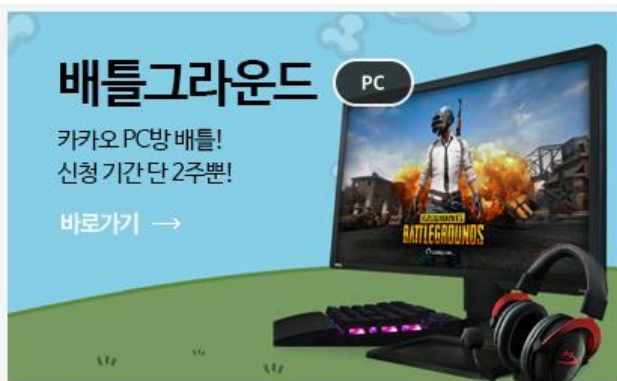 배틀그라운드
PC
카카오 PC방 배틀!
신청 기간 단 2주뿐!
바로가기 →
PLAYERUNKNOWN'S
BATTLEGROUNDS